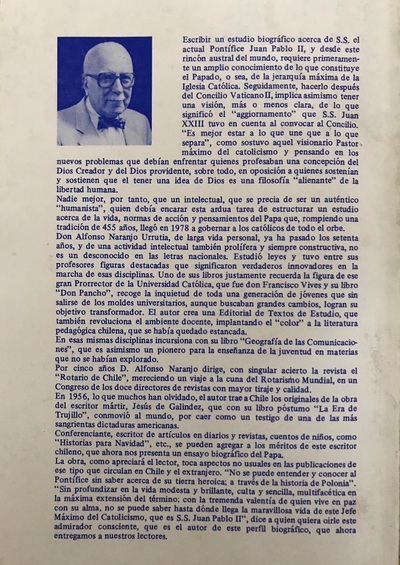 Escribir un estudio biográfico acerca de S.S. el
actual Pontífice Juan Pablo II, y desde este
rincón austral del mundo, requiere primeramen-
te un amplio conocimiento de lo que constituye
el Papado, o sea, de la jerarquía máxima de la
Iglesia Católica. Seguidamente, hacerlo después
del Concilio Vaticano II, implica asimismo tener
una visión, más o menos clara, de lo que
significó el "aggiornamento" que S.S. Juan
XXIII tuvo en cuenta al convocar al Concilio.
"Es mejor estar a lo que une que a lo que
separa", como sostuvo aquel visionario Pastor
máximo del catolicismo y pensando en los
nuevos problemas que debían enfrentar quienes profesaban una concepción del
Dios Creador y del Dios providente, sobre todo, en oposición a quienes sostenían
y sostienen que el tener una idea de Dios es una filosofía "alienante" de la
libertad humana.
Nadie mejor, por tanto, que un intelectual, que se precia de ser un auténtico
"humanista", quien debía encarar esta ardua tarea de estructurar un estudio
acerca de la vida, normas de acción y pensamientos del Papa que, rompiendo una
tradición de 455 años, llegó en 1978 a gobernar a los católicos de todo el orbe.
Don Alfonso Naranjo Urrutia, de larga vida personal, ya ha pasado los setenta
años, y de una actividad intelectual también prolífera y siempre constructiva, no
es un desconocido en las letras nacionales. Estudió leyes y tuvo entre sus
profesores figuras destacadas que significaron verdaderos innovadores en la
marcha de esas disciplinas. Uno de sus libros justamente recuerda la figura de ese
gran Prorrector de la Universidad Católica, que fue don Francisco Vives y su libro
"Don Pancho", recoge la inquietud de toda una generación de jóvenes que sin
salirse de los moldes universitarios, aunque buscaban grandes cambios, logran su
objetivo transformador. El autor crea una Editorial de Textos de Estudio, que
también revoluciona el ambiente docente, implantando el "color" a la literatura
pedagógica chilena, que se había quedado estancada.
En esas mismas disciplinas incursiona con su libro "Geografía de las Comunicacio-
nes", que es asimismo un pionero para la enseñanza de la juventud en materias
que no se habían explorado.
Por cinco años D. Alfonso Naranjo dirige, con singular acierto la revista el
"Rotario de Chile", mereciendo un viaje a la cuna del Rotarismo Mundial, en un
Congreso de los doce directores de revistas con mayor tiraje y calidad.
En 1956, lo que muchos han olvidado, el autor trae a Chile los originales de la obra
del escritor mártir, Jesús de Galíndez, que con su libro póstumo "La Era de
Trujillo", conmovió al mundo, por caer como un testigo de una de las más
sangrientas dictaduras americanas.
Conferenciante, escritor de artículos en diarios y revistas, cuentos de niños, como
"Historias para Navidad", etc., se pueden agregar a los méritos de este escritor
chileno, que ahora nos presenta un ensayo biográfico del Papa.
La obra, como apreciará el lector, toca aspectos no usuales en las publicaciones de
ese tipo que circulan en Chile y el extranjero. "No se puede entender y conocer al
Pontífice sin saber acerca de su tierra heroica; a través de la historia de Polonia".
"Sin profundizar en la vida modesta y brillante, culta y sencilla, multifacética en
la máxima extensión del término; con la tremenda valentía de quien vive en paz
con su alma, no se puede saber hasta dónde llega la maravillosa vida de este Jefe
Máximo del Catolicismo, que es S.S. Juan Pablo II", dice a quien quiera oirle este
admirador consciente, que es el autor de este perfil biográfico, que ahora
entregamos a nuestros lectores.